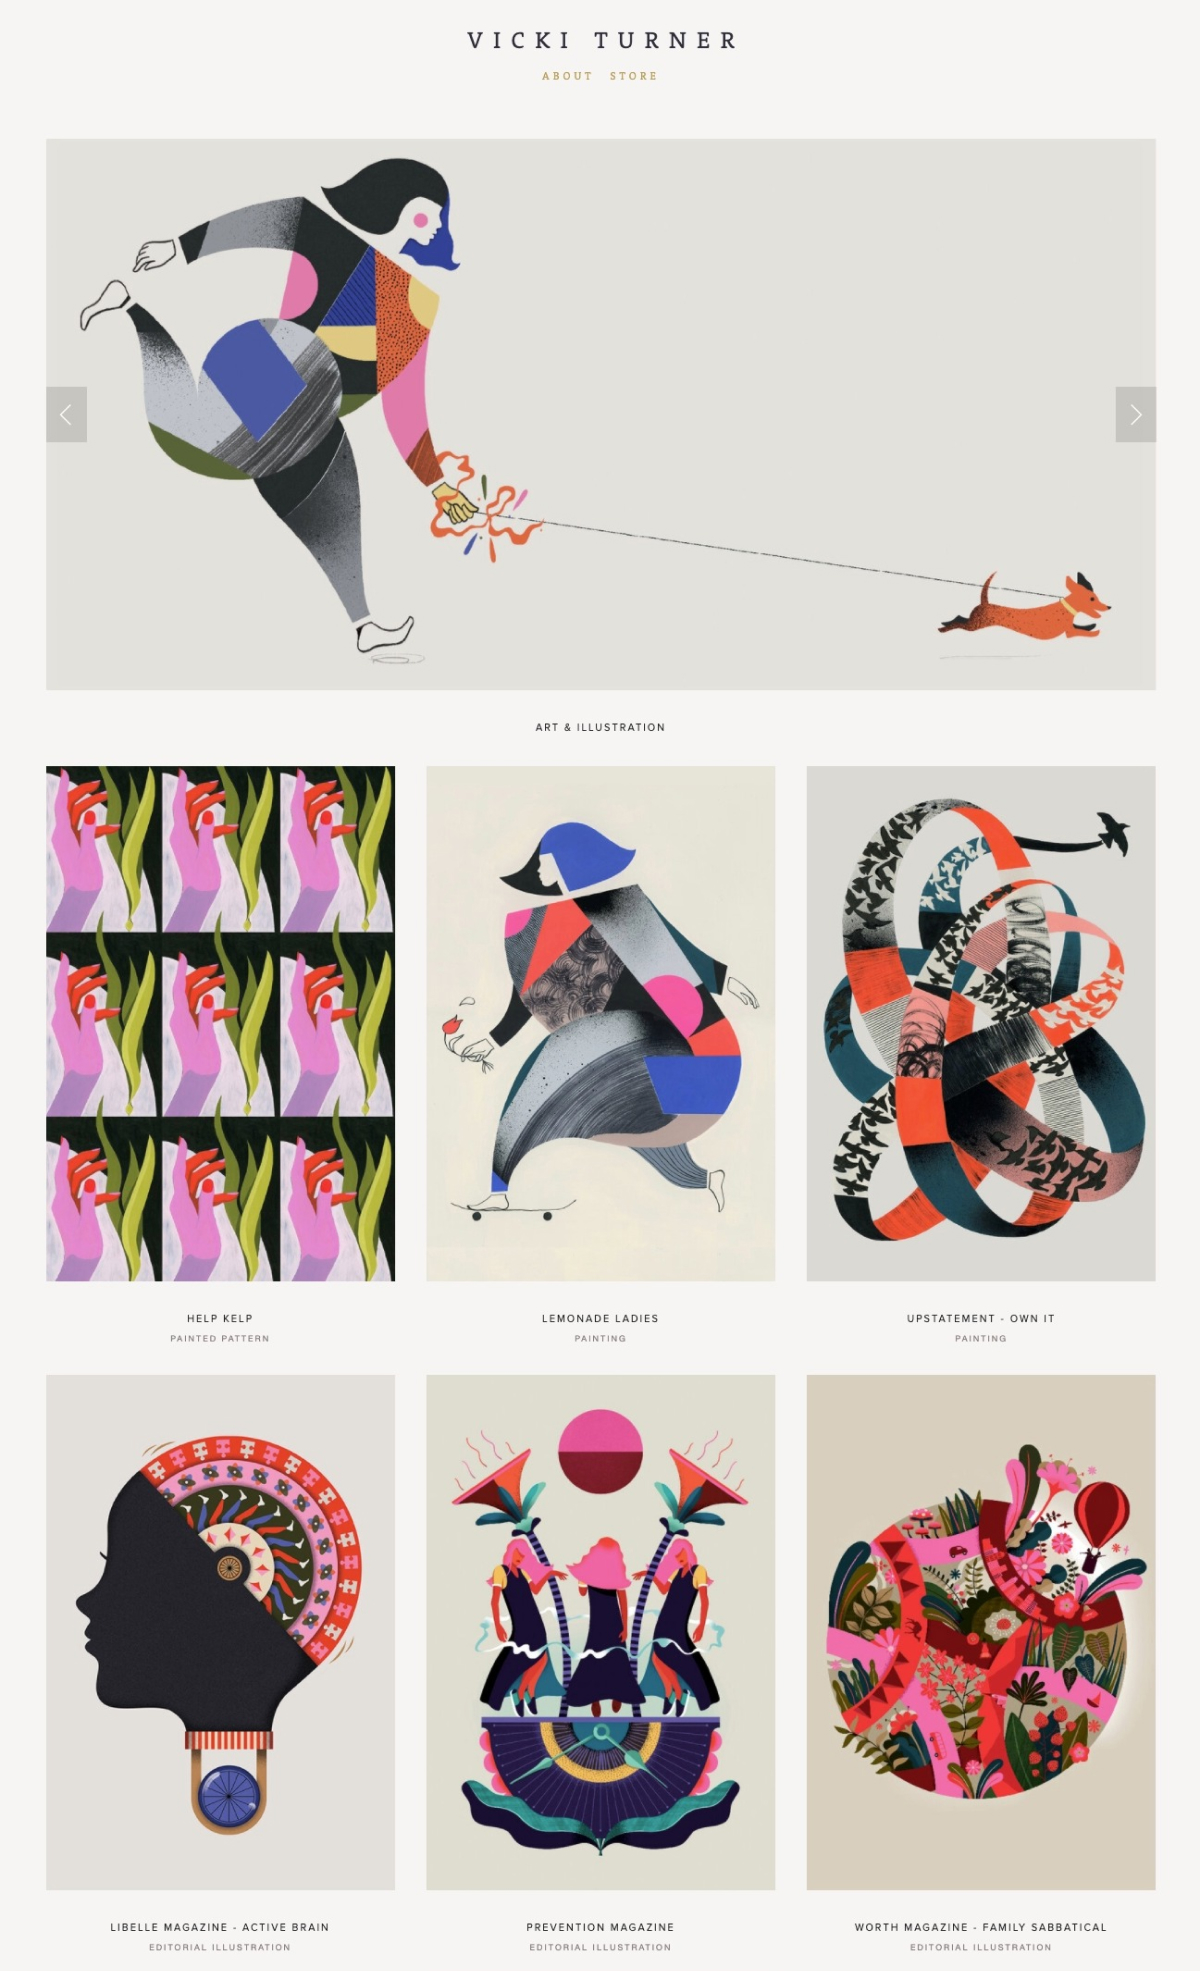 VICKI TURNER
ABOUT STORE
ART & ILLUSTRATION
HELP KELP
PAINTED PATTERN
LEMONADE LADIES
PAINTING
UPSTATEMENT - OWN IT
PAINTING
LIBELLE MAGAZINE - ACTIVE BRAIN
EDITORIAL ILLUSTRATION
PREVENTION MAGAZINE
EDITORIAL ILLUSTRATION
WORTH MAGAZINE - FAMILY SABBATICAL
EDITORIAL ILLUSTRATION